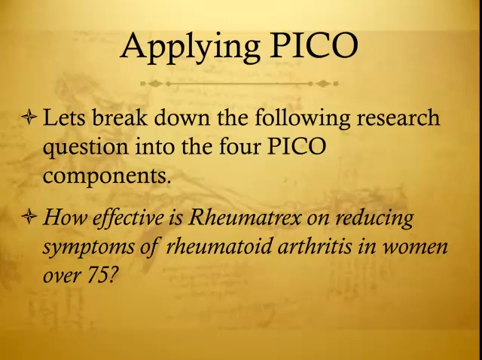 Applying PICO
Lets break down the following research
question into the four PICO
components.
How effective is Rheumatrex on reducing
symptoms of rheumatoid arthritis in women
over 75?